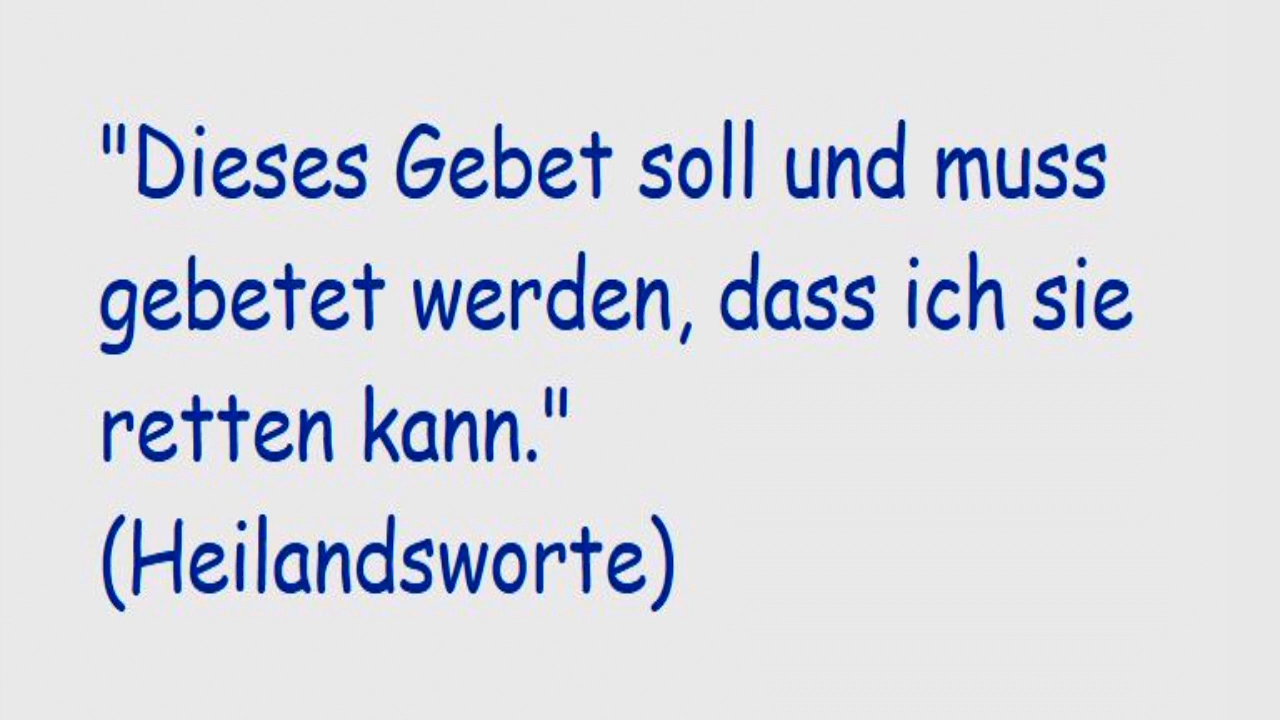 "Dieses Gebet soll und muss
gebetet werden, dass ich sie
retten kann."
(Heilandsworte)